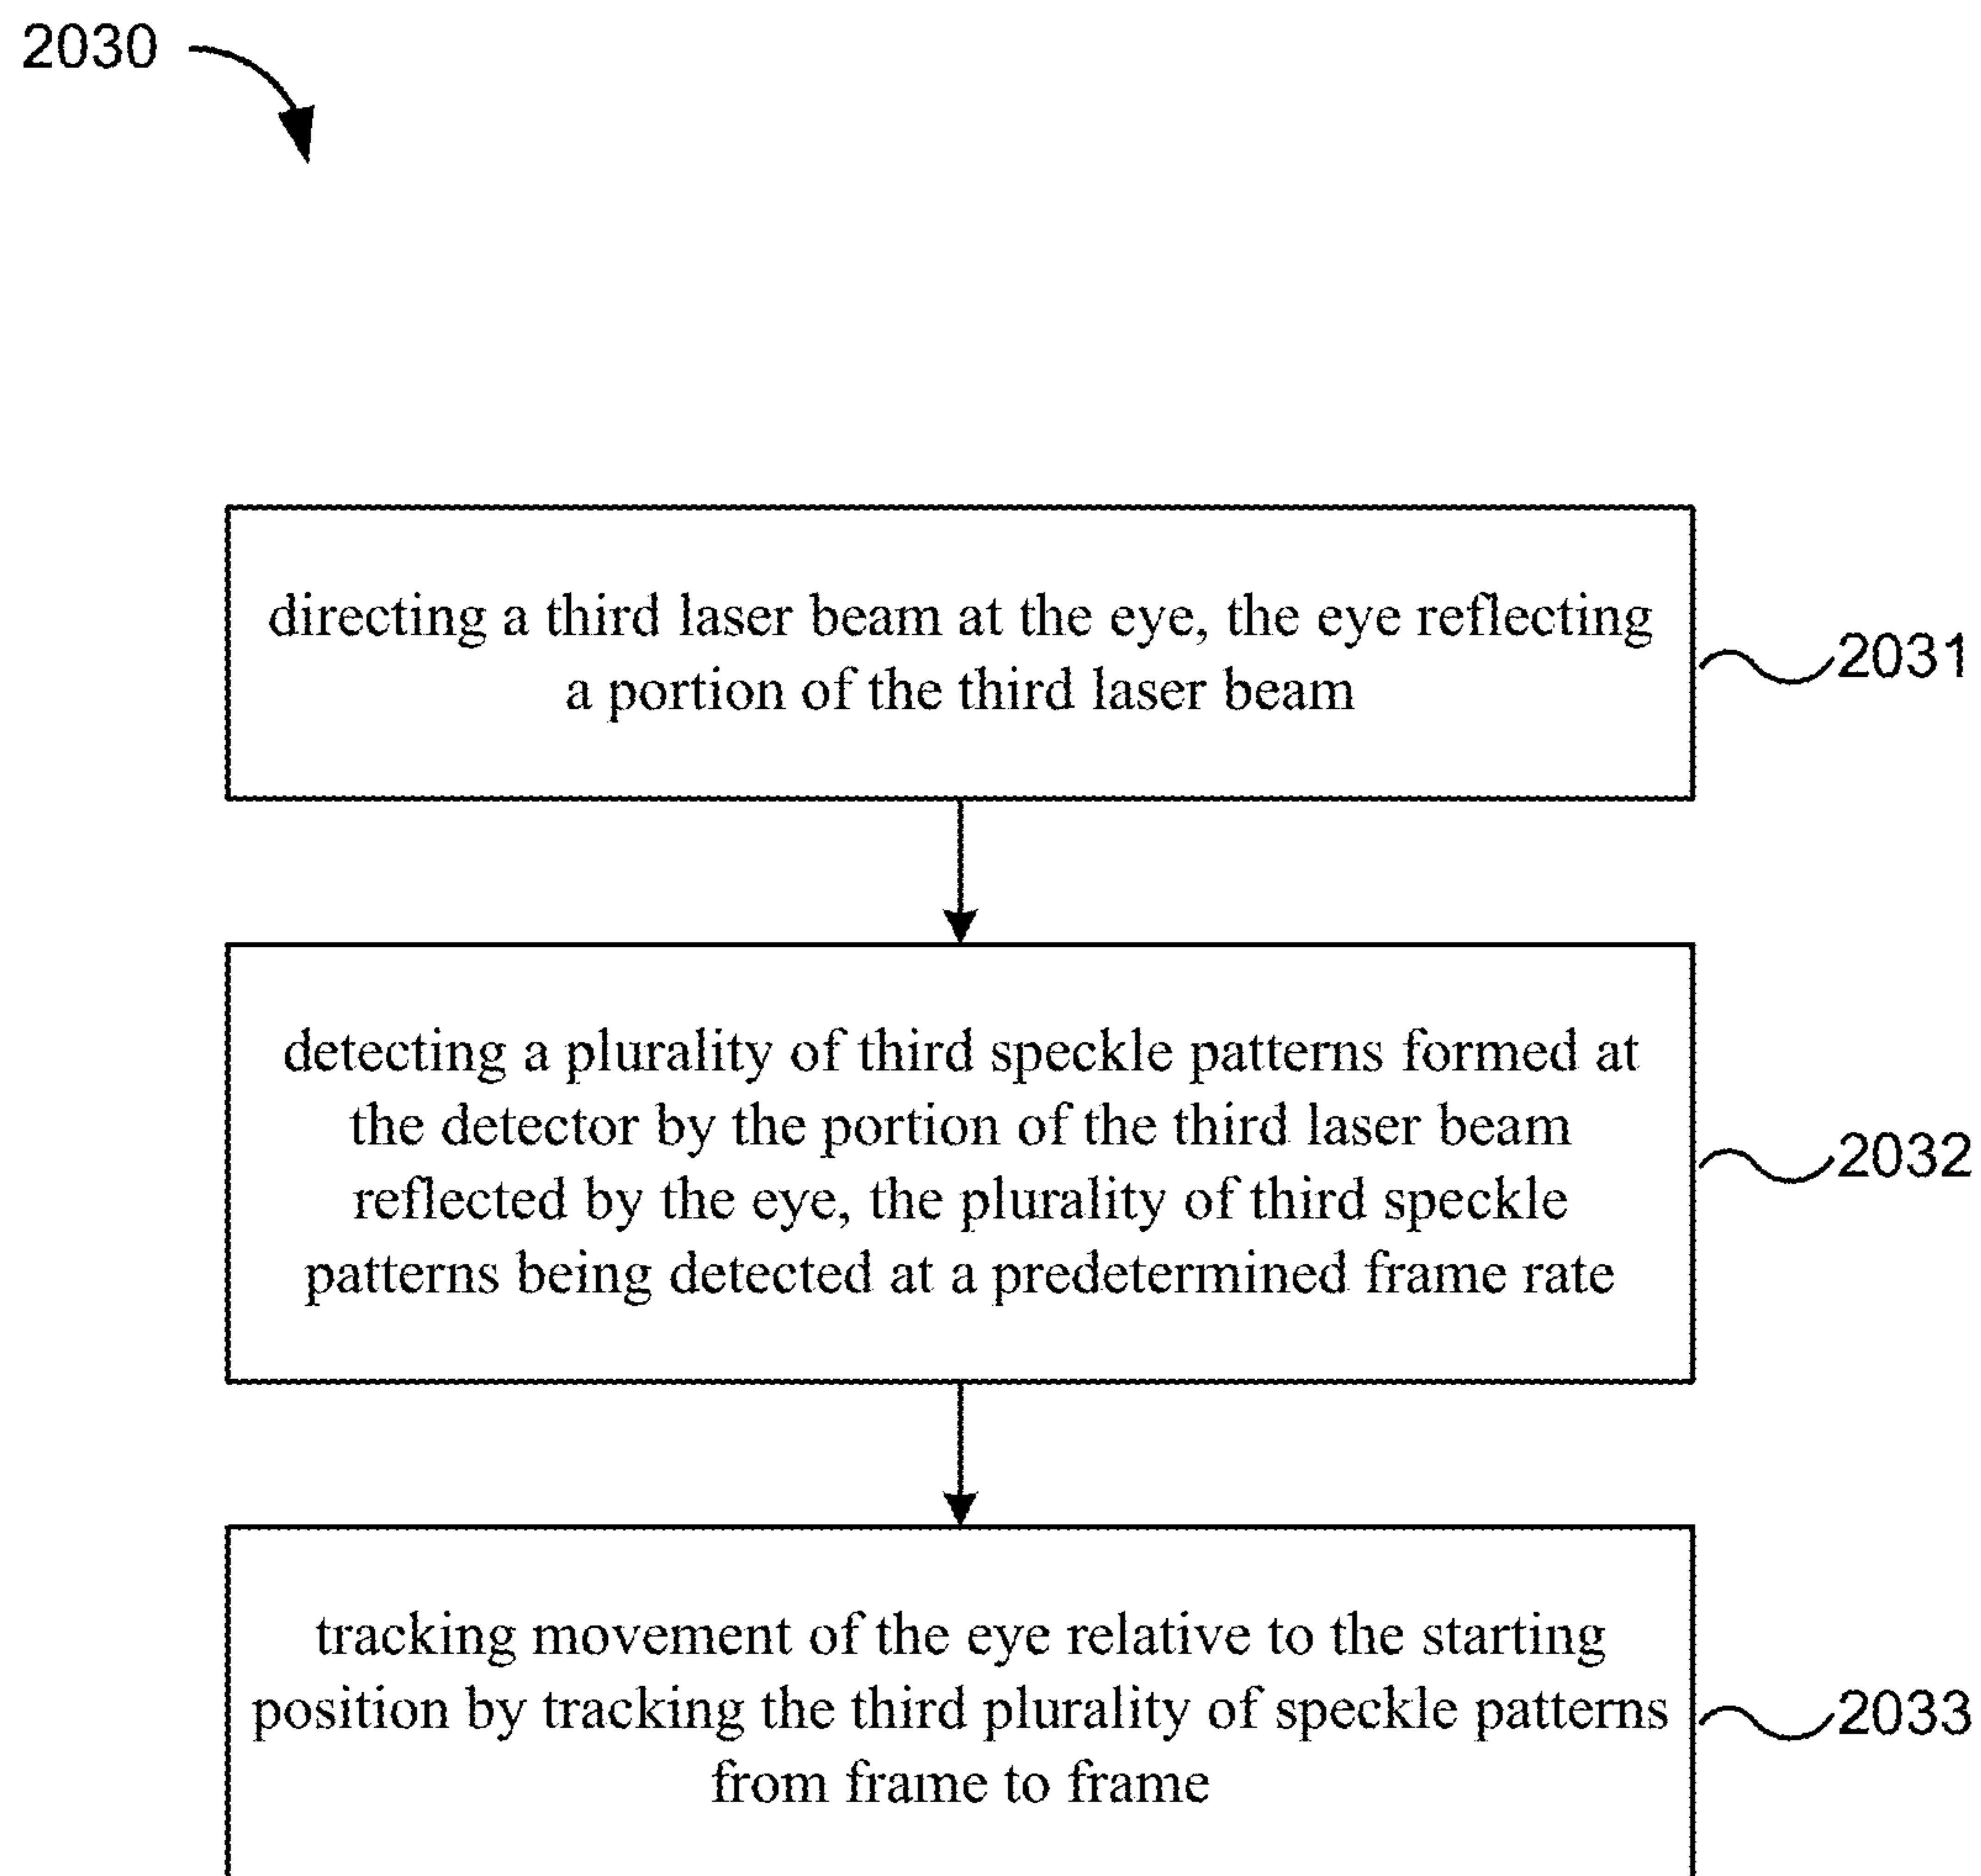 2030
directing a third laser beam at the eye, the eye reflecting
a portion of the third laser beam
2031
detecting a plurality of third speckle patterns formed at
the detector by the portion of the third laser beam
reflected by the eye, the plurality of third speckle
patterns being detected at a predetermined frame rate
2032
tracking movement of the eye relative to the starting
position by tracking the third plurality of speckle patterns
from frame to frame
2033